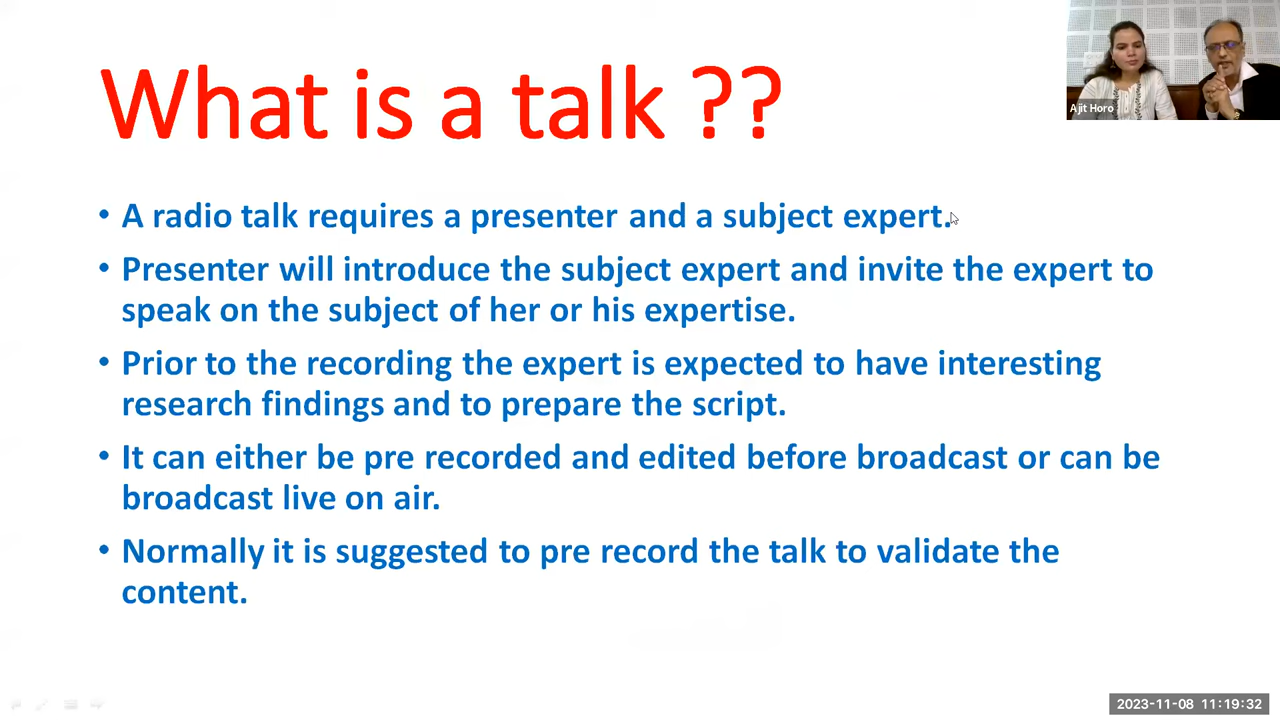 What is a talk ??
Ajit Horo
• A radio talk requires a presenter and a subject expert.
• Presenter will introduce the subject expert and invite the expert to
speak on the subject of her or his expertise.
• Prior to the recording the expert is expected to have interesting
research findings and to prepare the script.
• It can either be pre recorded and edited before broadcast or can be
broadcast live on air.
• Normally it is suggested to pre record the talk to validate the
content.
2023-11-08 11:19:32